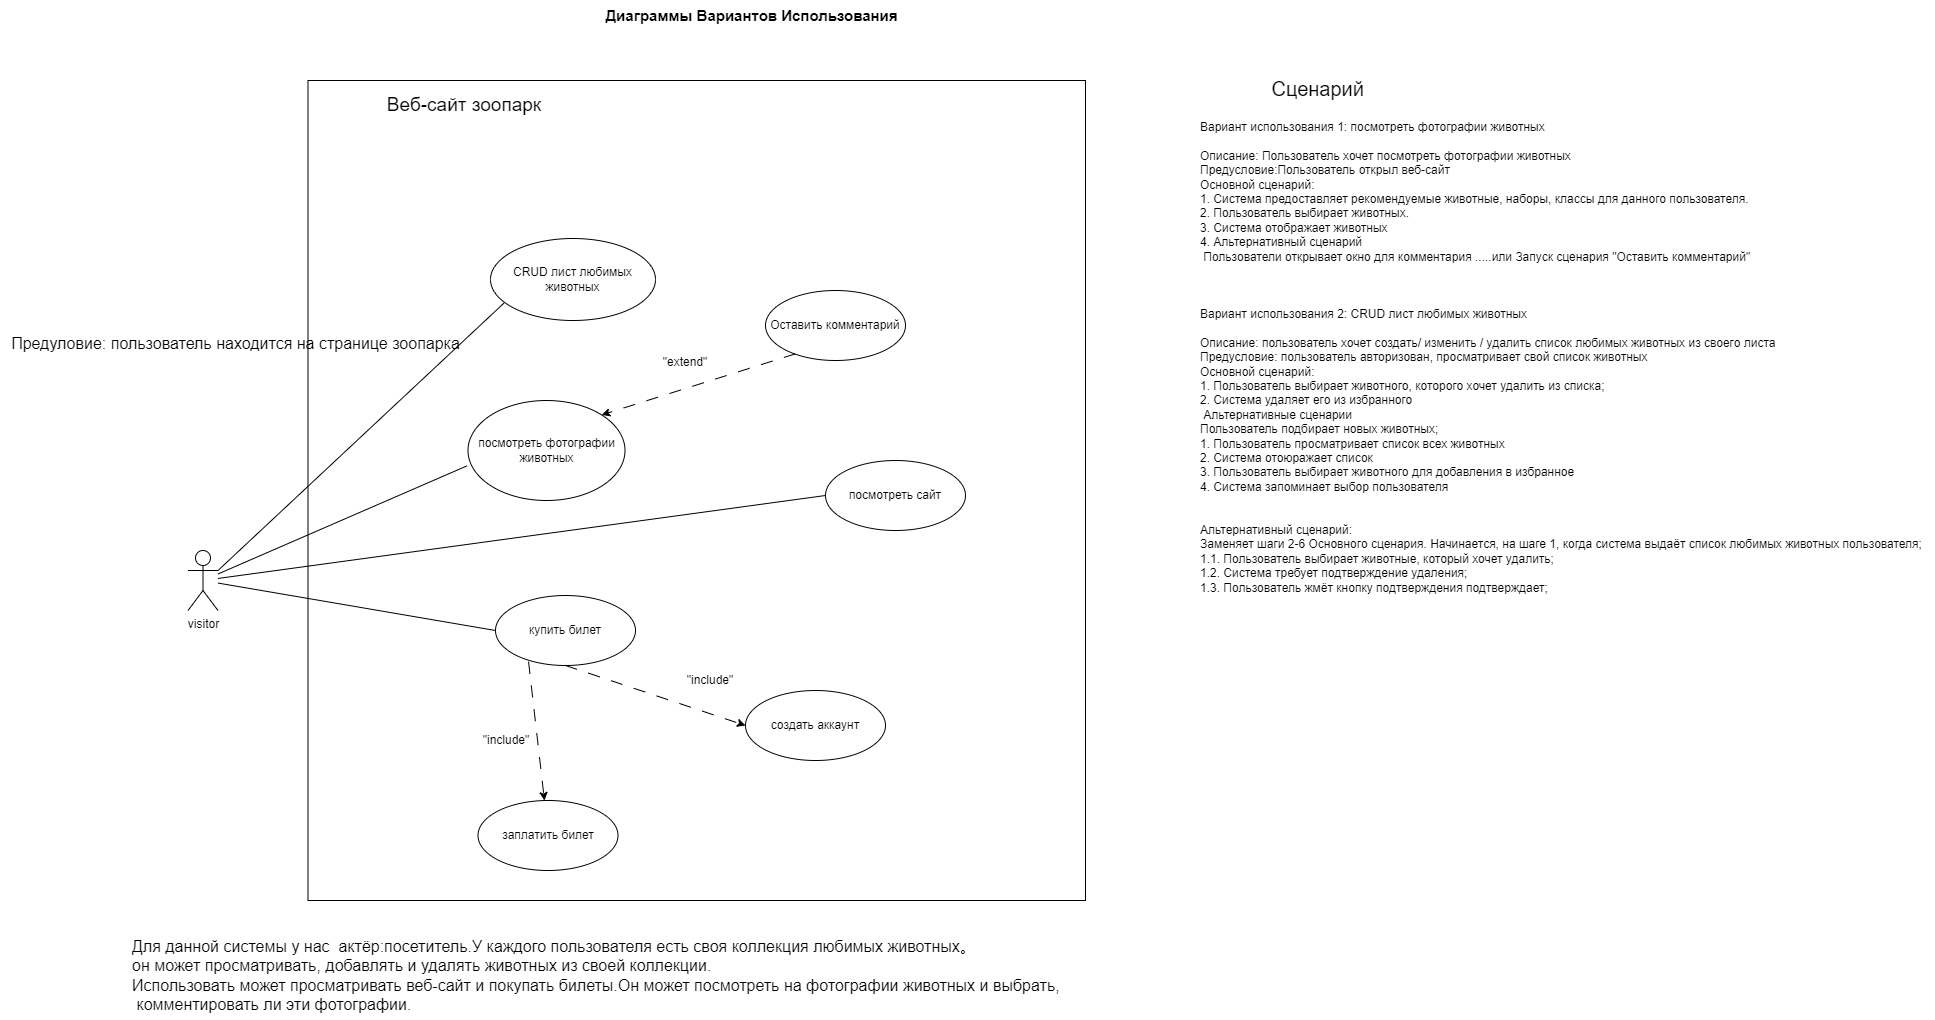 Диаграммы Вариантов Использования
Веб-сайт зоопарк
CRUD лист любимых
животных
Оставить комментарий
Предуловие: пользователь находится на странице зоопарка
"extend"
посмотреть фотографии
животных
посмотреть сайт
visitor
купить билет
"include"
создать аккаунт
"include"
заплатить билет
Для данной системы у нас  актёр:посетитель.У каждого пользователя есть своя коллекция любимых животных。
он может просматривать, добавлять и удалять животных из своей коллекции.
Использовать может просматривать веб-сайт и покупать билеты.Он может посмотреть на фотографии животных и выбрать,
комментировать ли эти фотографии.
Сценарий
Вариант использования 1: посмотреть фотографии животных
Описание: Пользователь хочет посмотреть фотографии животных
Предусловие:Пользователь открыл веб-сайт
Основной сценарий:
1. Система предоставляет рекомендуемые животные, наборы, классы для данного пользователя.
2. Пользователь выбирает животных.
3. Система отображает животных
4. Альтернативный сценарий
Пользователи открывает окно для комментария .....или Запуск сценария "Оставить комментарий"
Вариант использования 2: CRUD лист любимых животных
Описание: пользователь хочет создать/ изменить / удалить список любимых животных из своего листа
Предусловие: пользователь авторизован, просматривает свой список животных
Основной сценарий:
1. Пользователь выбирает животного, которого хочет удалить из списка;
2. Система удаляет его из избранного
Альтернативные сценарии
Пользователь подбирает новых животных;
1. Пользователь просматривает список всех животных
2. Система отоюражает список
3. Пользователь выбирает животного для добавления в избранное
4. Система запоминает выбор пользователя
Альтернативный сценарий:
Заменяет шаги 2-6 Основного сценария. Начинается, на шаге 1, когда система выдаёт список любимых животных пользователя;
1.1. Пользователь выбирает животные, который хочет удалить;
1.2. Система требует подтверждение удаления;
1.3. Пользователь жмёт кнопку подтверждения подтверждает;